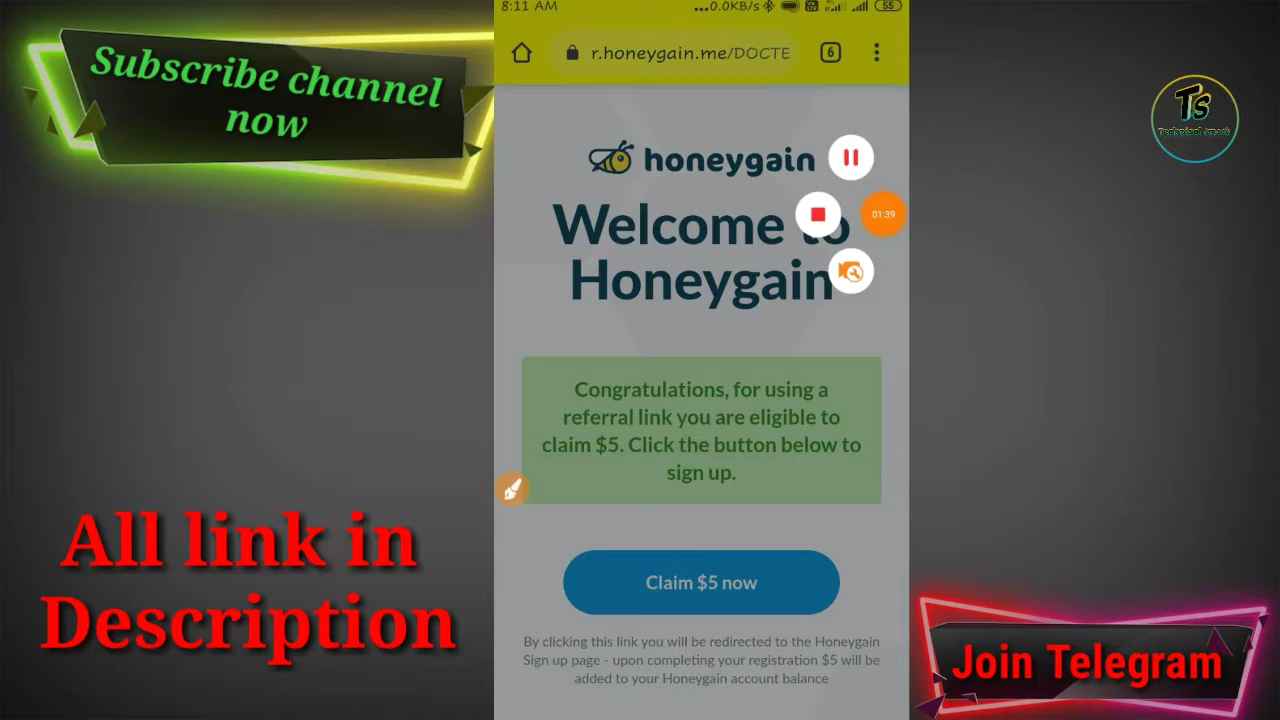 Subscribe channel
now
8:11 AM
...0.0KB/s
55
r.honeygain.me/DOCTE
6
Ts
honeygain
01:39
Welcome to
Honeygain
Congratulations, for using a
referral link you are eligible to
claim $5. Click the button below to
sign up.
Claim $5 now
By clicking this link you will be redirected to the Honeygain
Sign up page - upon completing your registration $5 will be
added to your Honeygain account balance
All link in
Description
Join Telegram